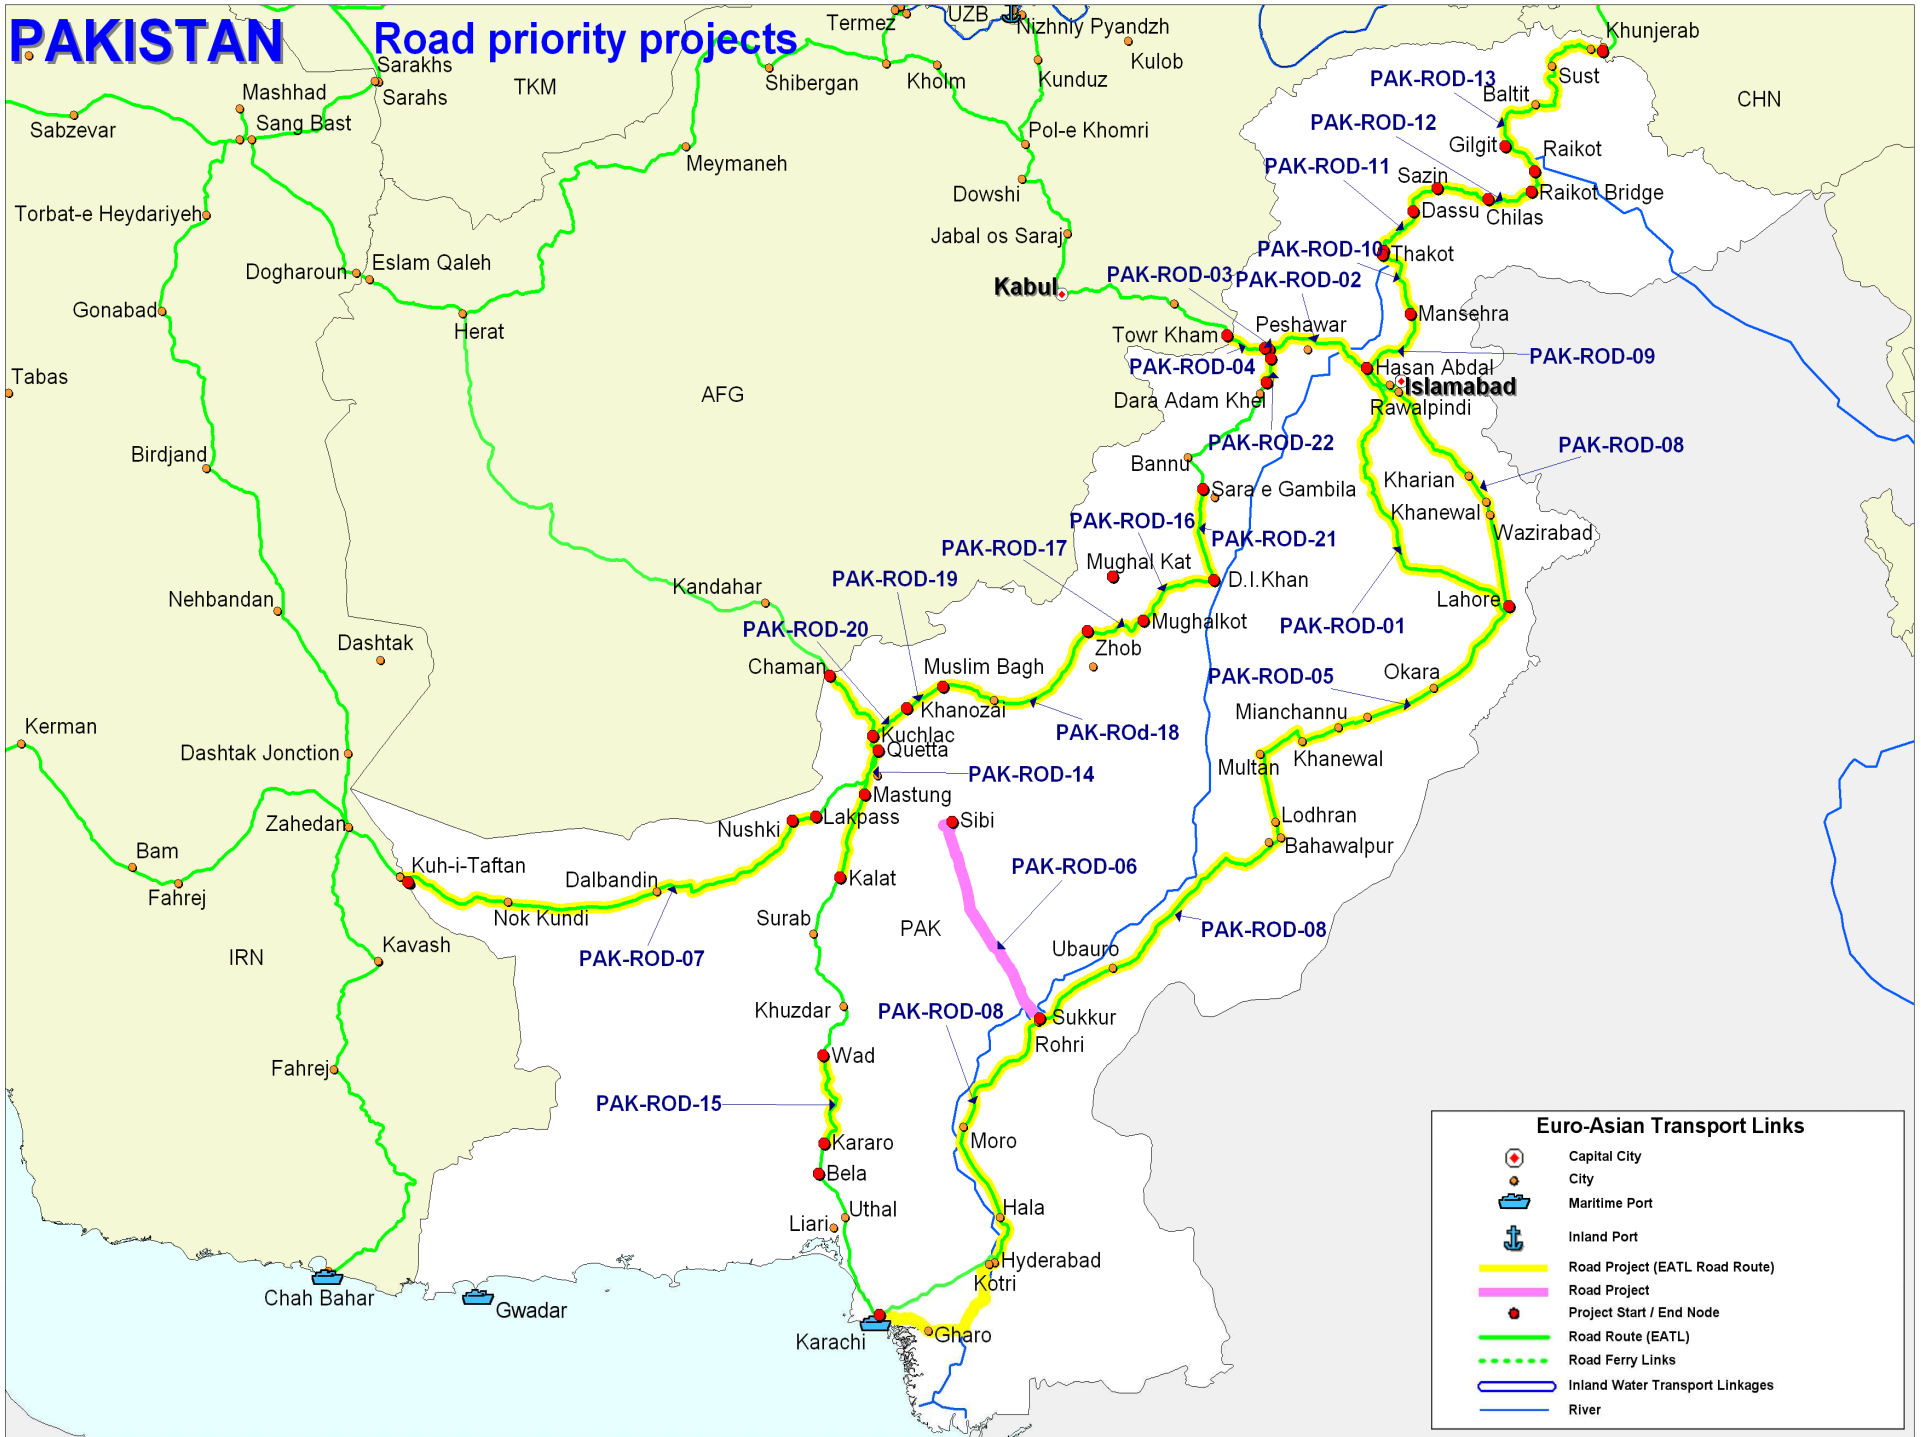 PAKISTAN
Road priority projects
Termez
UZB
Nizhniy Pyandzh
Khunjerab
Sarakhs
Sarahs
TKM
Shibergan
Kholm
Kunduz
Kulob
PAK-ROD-13
Sust
Mashhad
Baltit
CHN
Sabzevar
Sang Bast
PAK-ROD-12
Pol-e Khomri
Gilgit
Raikot
Meymaneh
PAK-ROD-11
Sazin
Dowshi
Raikot Bridge
Torbat-e Heydariyeh
Dassu
Chilas
Jabal os Saraj
PAK-ROD-10
Thakot
Dogharoun
Eslam Qaleh
PAK-ROD-03
PAK-ROD-02
Kabul
Gonabad
Herat
Towr Kham
Peshawar
Mansehra
PAK-ROD-09
PAK-ROD-04
Hasan Abdal
Tabas
AFG
Islamabad
Dara Adam Khel
Rawalpindi
PAK-ROD-22
PAK-ROD-08
Birdjand
Bannu
Kharian
Sara e Gambila
Khanewal
PAK-ROD-16
Wazirabad
PAK-ROD-17
PAK-ROD-21
Mughal Kat
PAK-ROD-19
D.I.Khan
Kandahar
Nehbandan
Lahore
PAK-ROD-20
Mughalkot
PAK-ROD-01
Dashtak
Zhob
Chaman
Muslim Bagh
Okara
PAK-ROD-05
Khanozai
Mianchannu
Kerman
Kuchlac
PAK-ROd-18
Dashtak Jonction
Quetta
Khanewal
Multan
PAK-ROD-14
Mastung
Lakpass
Nushki
Sibi
Lodhran
Zahedan
Bahawalpur
Bam
Kuh-i-Taftan
PAK-ROD-06
Dalbandin
Kalat
Fahrej
Nok Kundi
Surab
PAK
PAK-ROD-08
Kavash
IRN
PAK-ROD-07
Ubauro
Khuzdar
PAK-ROD-08
Sukkur
Rohri
Wad
Fahrej
PAK-ROD-15
Kararo
Moro
Bela
Uthal
Hala
Liari
Hyderabad
Kotri
Chah Bahar
Gwadar
Karachi
Gharo
Euro-Asian Transport Links
Capital City
City
Maritime Port
Inland Port
Road Project (EATL Road Route)
Road Project
Project Start / End Node
Road Route (EATL)
Road Ferry Links
Inland Water Transport Linkages
River